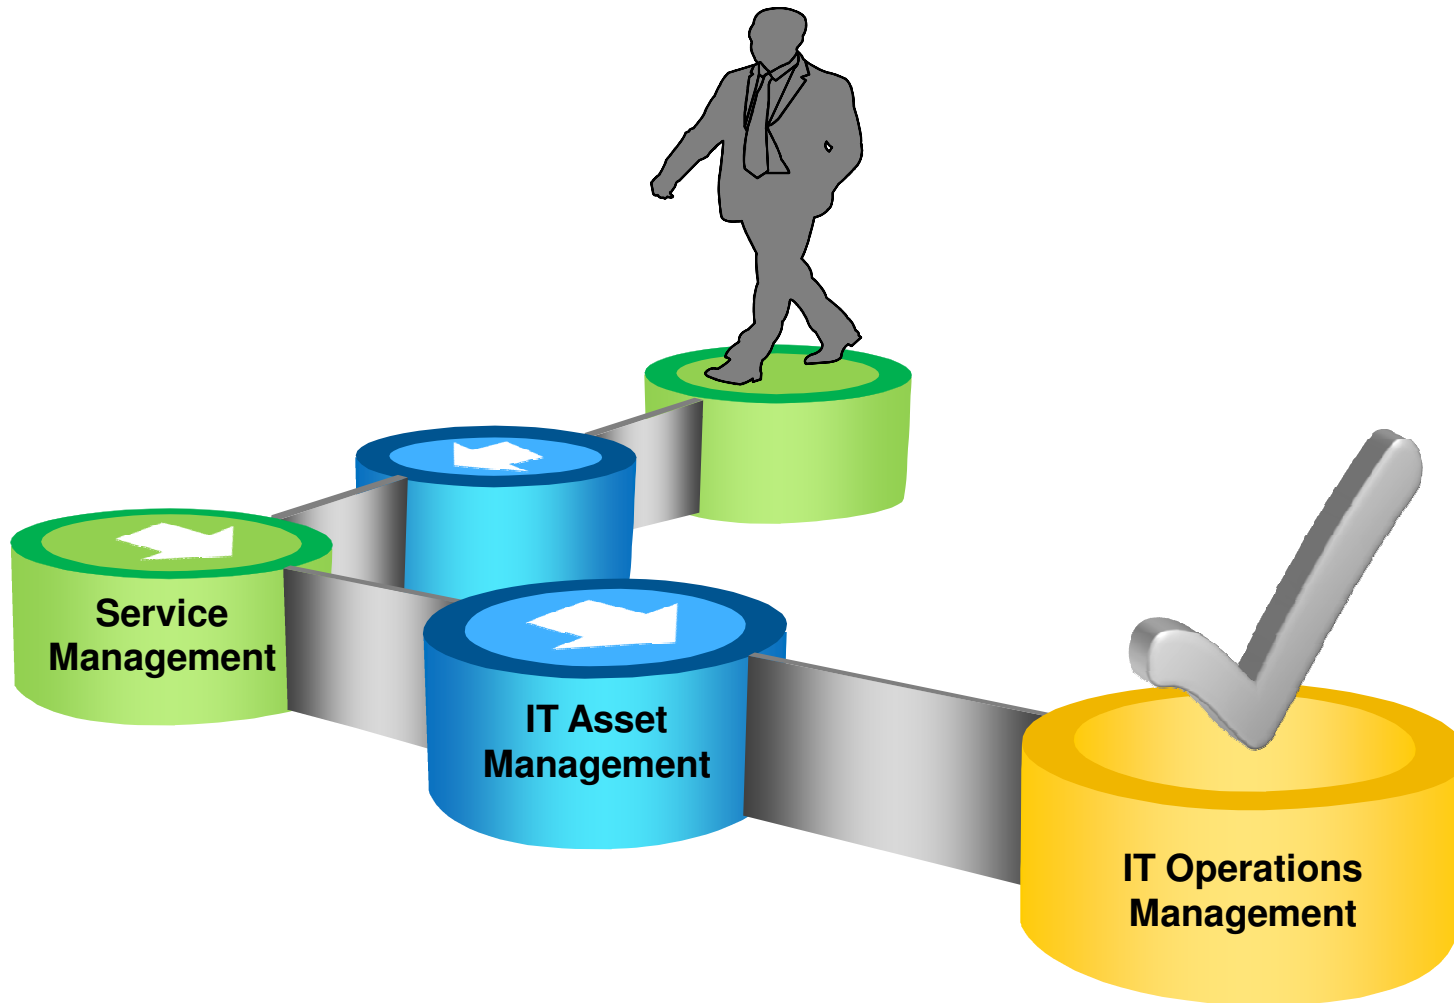 Service
Management
IT Asset
Management
IT Operations
Management